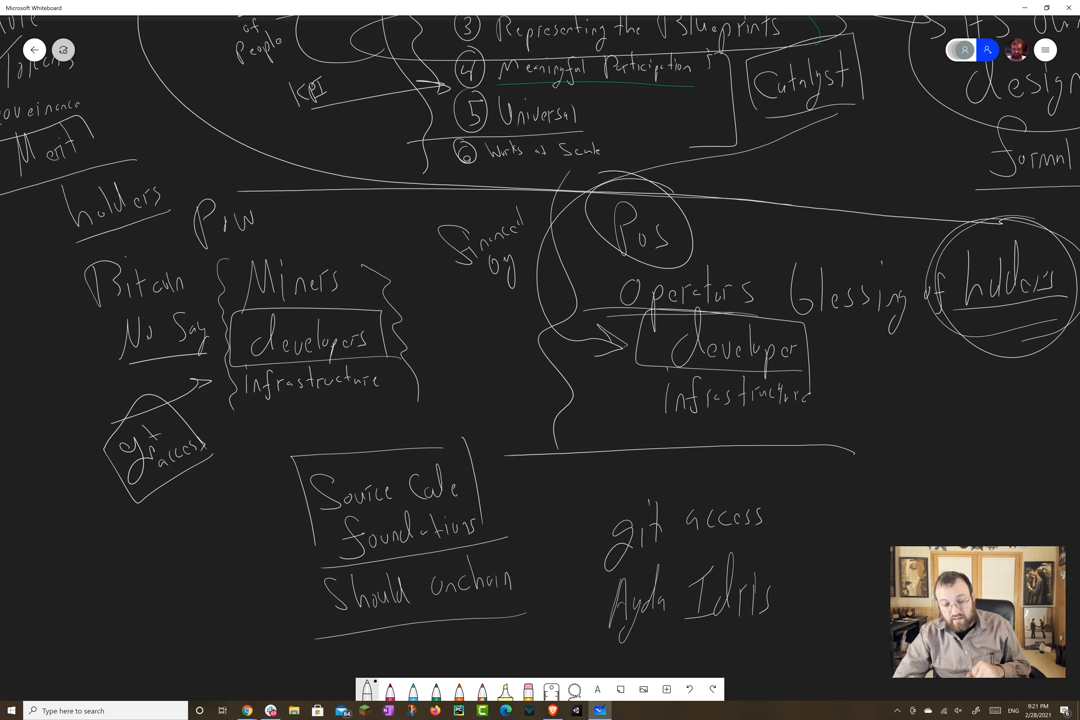 Microsoft Whiteboard
Tokens
of
People
③ Representing the Blueprints
④ Meaningful Participation
KPI
⑤ Universal
⑥ Works at Scale
Catalyst
design
formal
Merit
holders
PoW
Financed
by
PoS
Bitcoin
No Say
Miners
developers
infrastructure
operators blessing of holders
developer
infrastructure
git
access
Source Code
foundations
Should onchain
git access
Ayda Idris
Type here to search
64
9:21 PM
2/28/2021